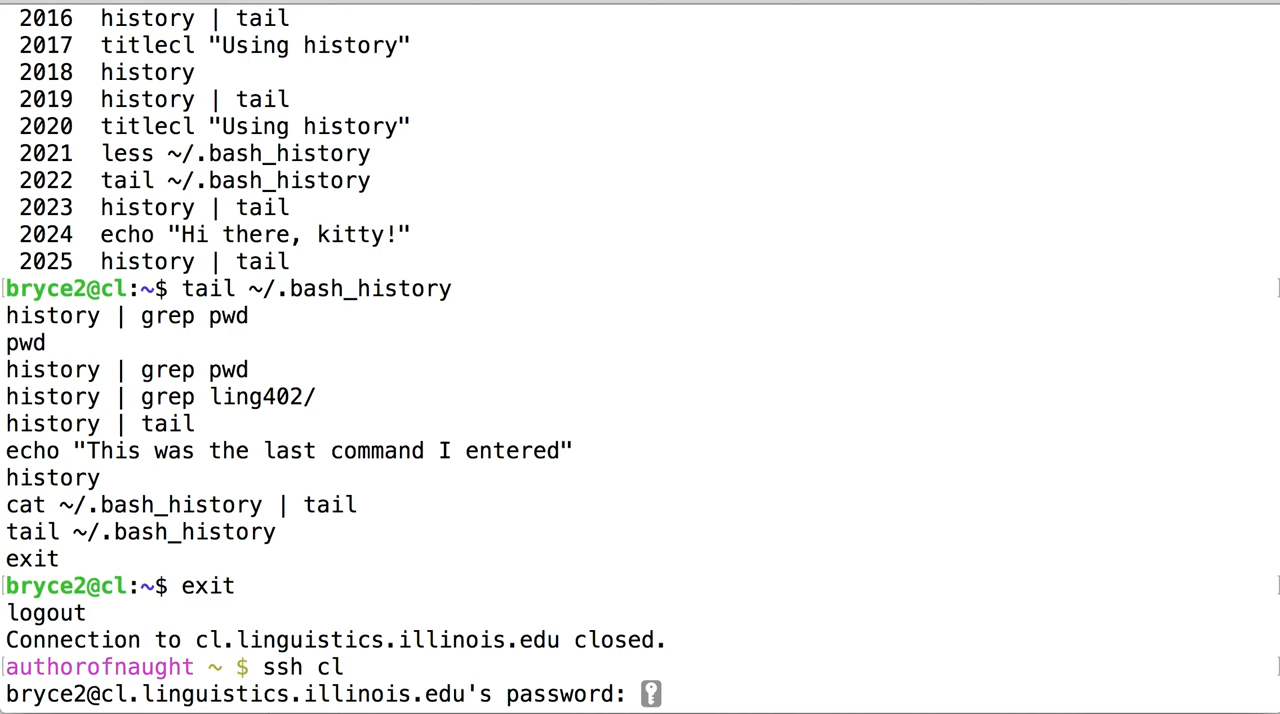 2016  history | tail
2017  titlecl "Using history"
2018  history
2019  history | tail
2020  titlecl "Using history"
2021  less ~/.bash_history
2022  tail ~/.bash_history
2023  history | tail
2024  echo "Hi there, kitty!"
2025  history | tail
[bryce2@cl:~$ tail ~/.bash_history ]
history | grep pwd
pwd
history | grep pwd
history | grep ling402/
history | tail
echo "This was the last command I entered"
history
cat ~/.bash_history | tail
tail ~/.bash_history
exit
[bryce2@cl:~$ exit ]
logout
Connection to cl.linguistics.illinois.edu closed.
[authorofnaught ~ $ ssh cl ]
bryce2@cl.linguistics.illinois.edu's password: